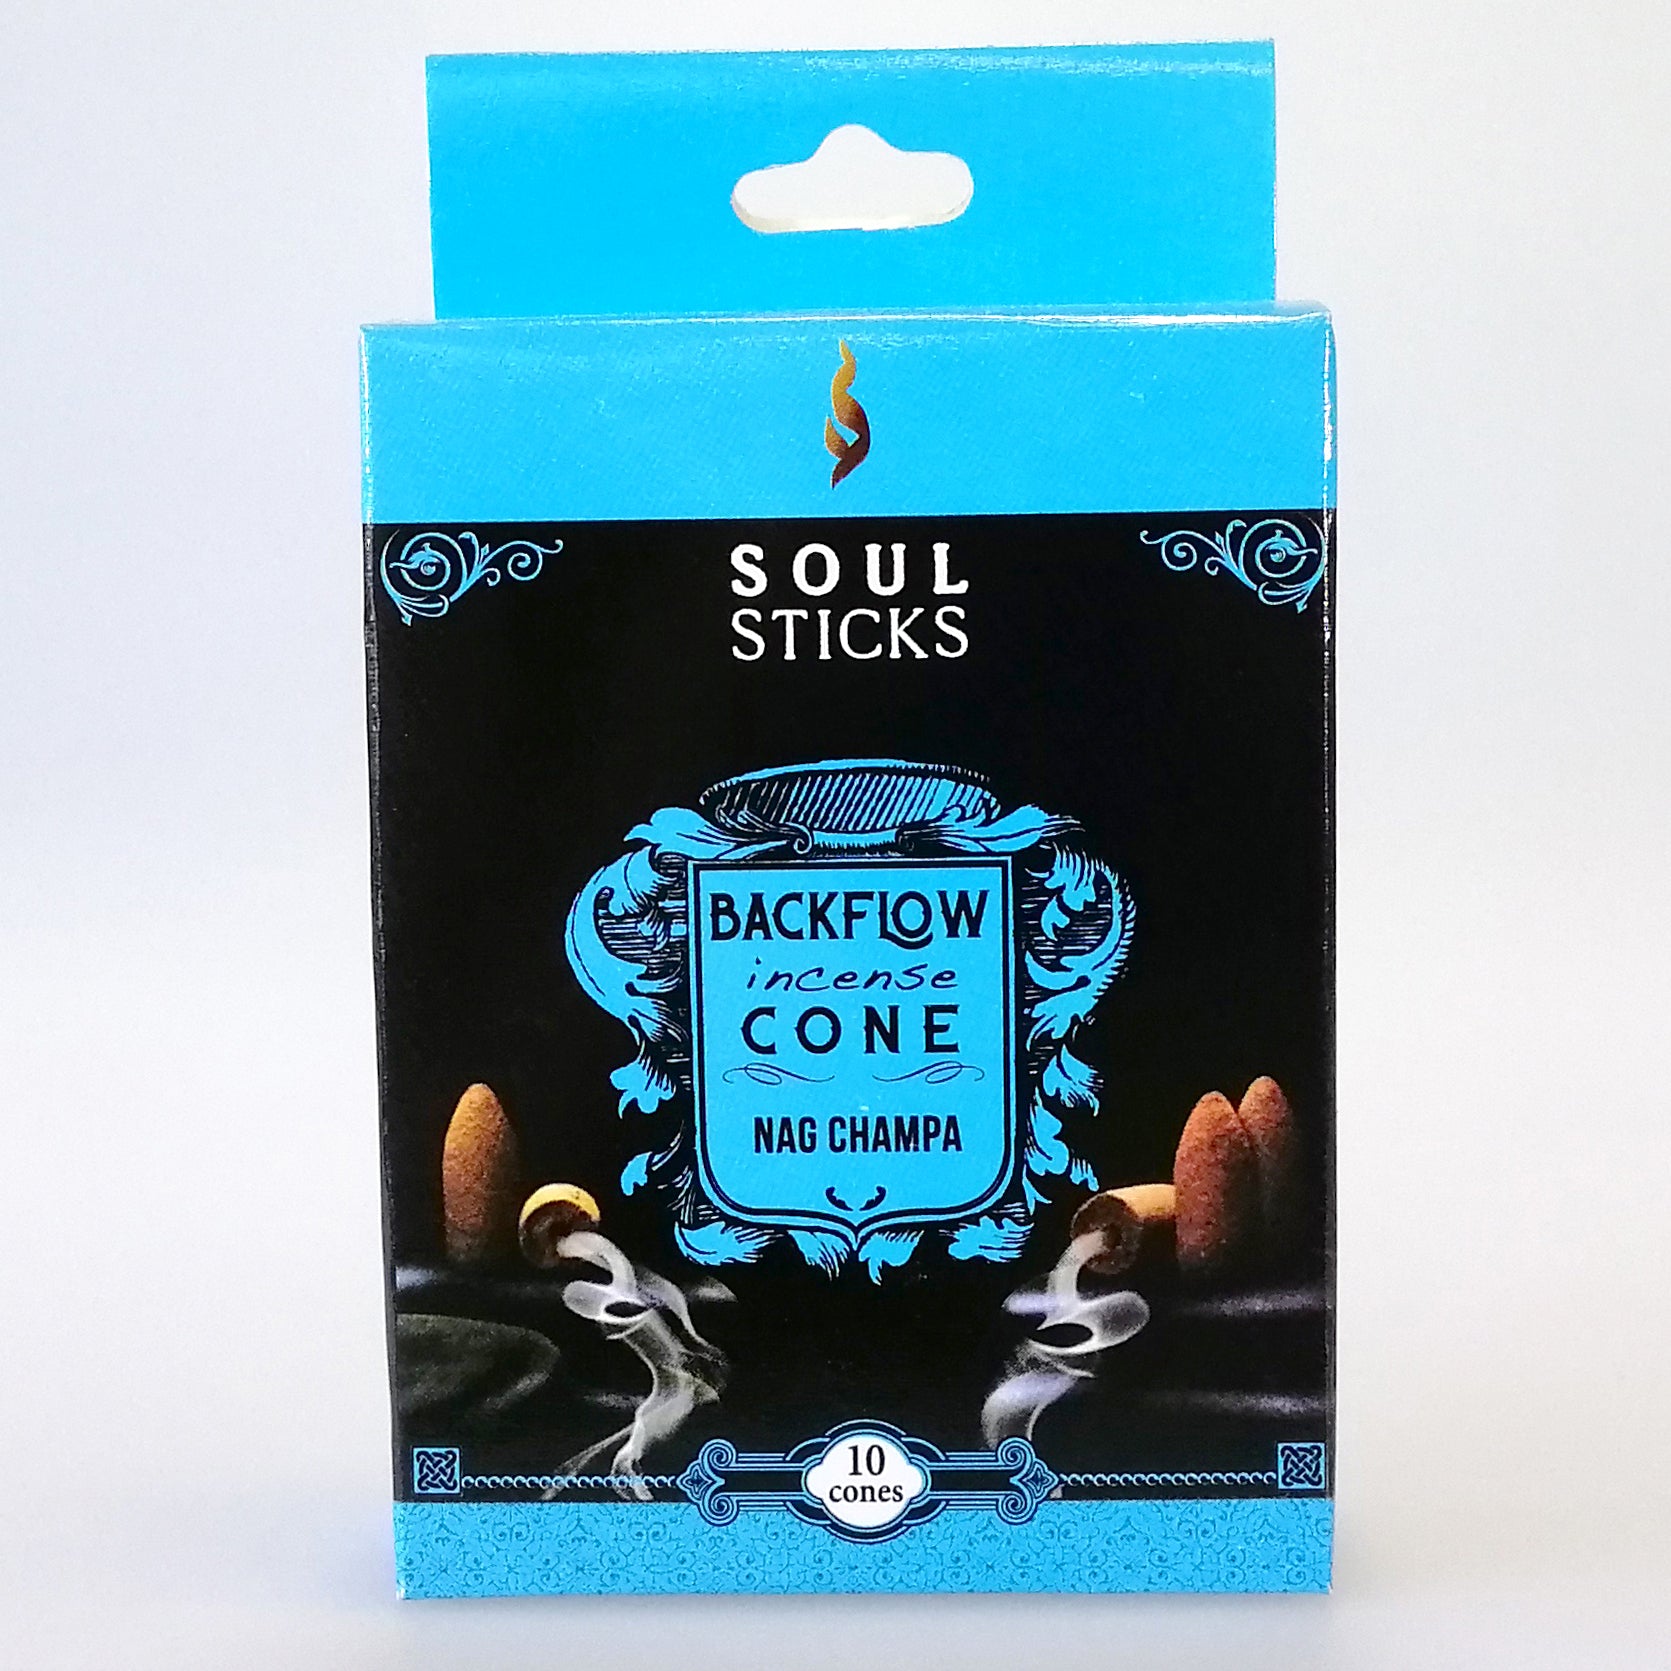 SOUL
STICKS
BACKFLOW
incense
CONE
NAG CHAMPA
10
cones